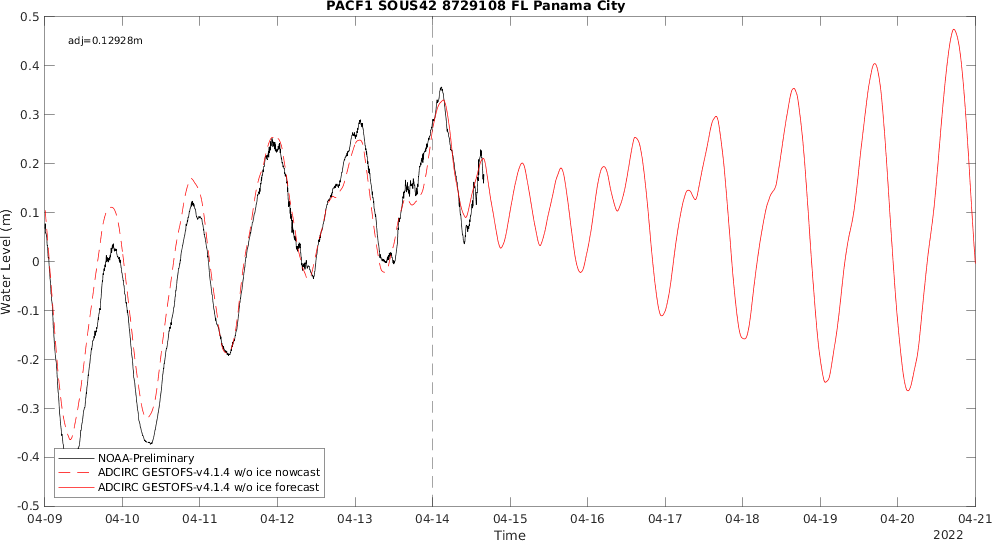 PACF1 SOUS42 8729108 FL Panama City
adj=0.12928m
0.5
0.4
0.3
0.2
0.1
0
-0.1
-0.2
-0.3
-0.4
-0.5
Water Level (m)
NOAA-Preliminary
ADCIRC GESTOFS-v4.1.4 w/o ice nowcast
ADCIRC GESTOFS-v4.1.4 w/o ice forecast
04-09 04-10 04-11 04-12 04-13 04-14 04-15 04-16 04-17 04-18 04-19 04-20 04-21
Time
2022